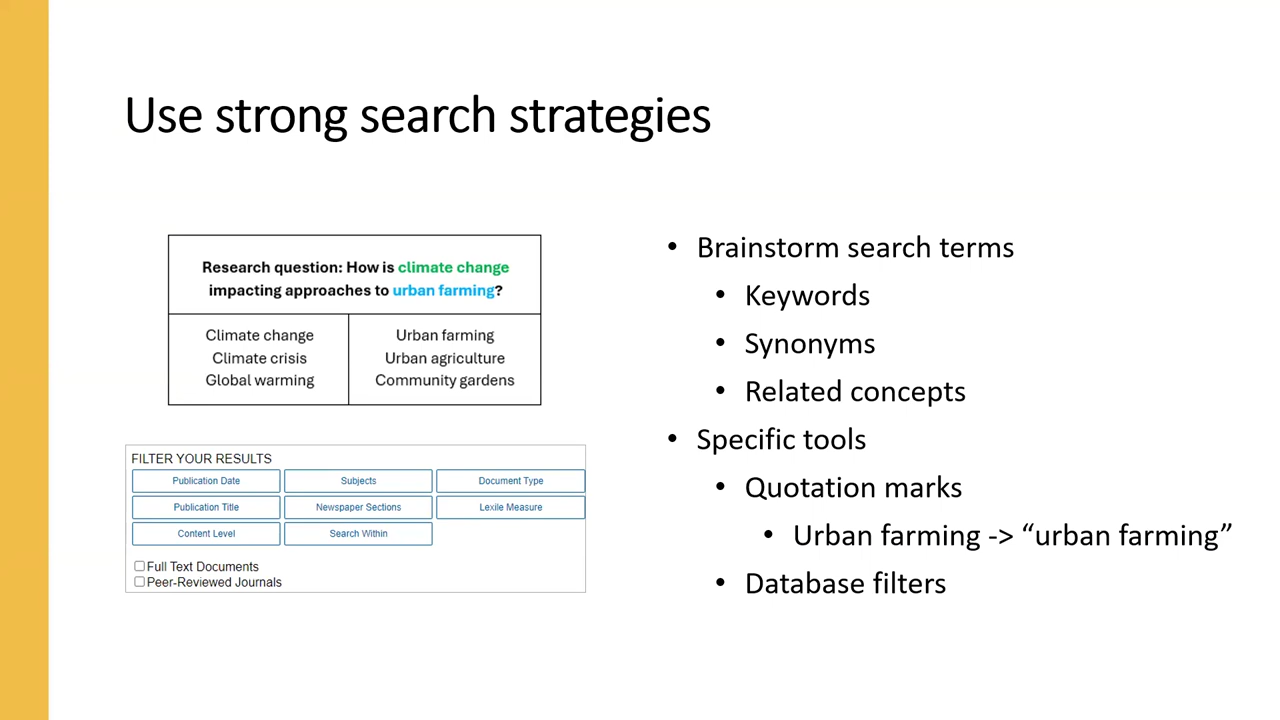 Use strong search strategies
Research question: How is climate change
impacting approaches to urban farming?
Climate change
Climate crisis
Global warming
Urban farming
Urban agriculture
Community gardens
FILTER YOUR RESULTS
Publication Date
Subjects
Document Type
Publication Title
Newspaper Sections
Lexile Measure
Content Level
Search Within
Full Text Documents
Peer-Reviewed Journals
• Brainstorm search terms
• Keywords
• Synonyms
• Related concepts
• Specific tools
• Quotation marks
• Urban farming -> “urban farming”
• Database filters